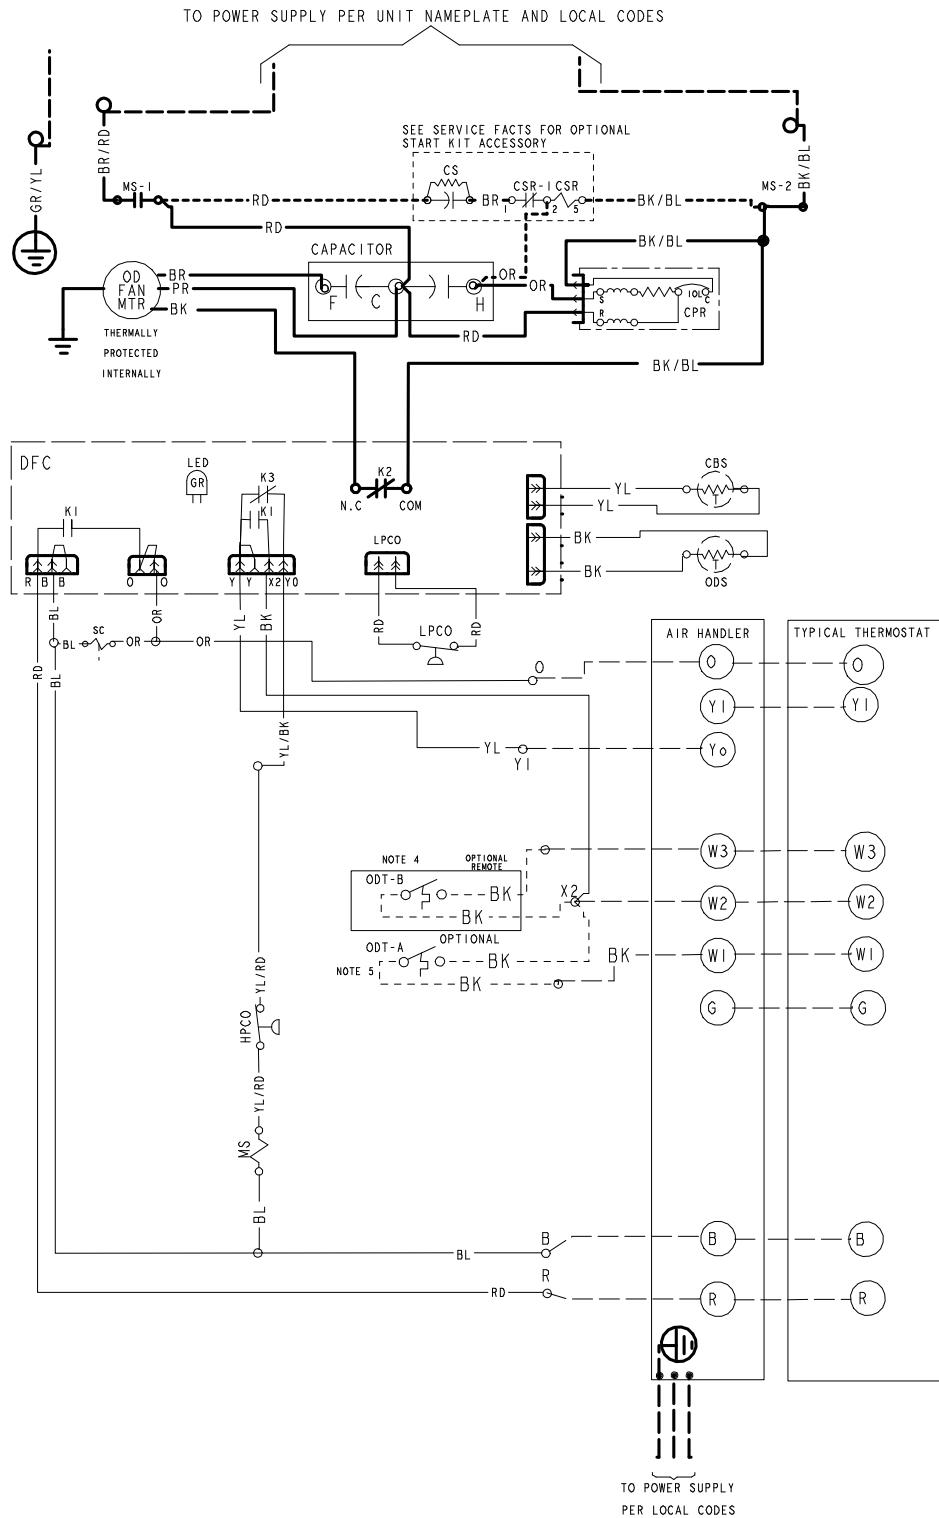 TO POWER SUPPLY PER UNIT NAMEPLATE AND LOCAL CODES
SEE SERVICE FACTS FOR OPTIONAL
START KIT ACCESSORY
BR/RD
GR/YL
BK/BL
CS
MS-1
RD
BR
1
CSR-1
CSR
2
5
BK/BL
MS-2
RD
BK/BL
CAPACITOR
OD
FAN
MTR
BR
PR
BK
F
C
H
OR
OR
S
R
IOL
C
CPR
RD
BK/BL
THERMALLY
PROTECTED
INTERNALLY
DFC
LED
GR
K3
K1
K1
K2
N.C
COM
LPCO
CBS
YL
YL
T
BK
BK
T
ODS
R
B
B
O
O
Y
Y
X2
YO
BL
OR
YL
BK
RD
LPCO
RD
BL
SC
OR
OR
RD
BL
YL/BK
O
YL
Y1
AIR HANDLER
TYPICAL THERMOSTAT
O
O
Y1
Y1
Yo
W3
W3
NOTE 4
OPTIONAL
REMOTE
ODT-B
BK
BK
X2
W2
W2
ODT-A
OPTIONAL
NOTE 5
BK
BK
BK
W1
W1
G
G
YL/RD
HPCO
YL/RD
MS
BL
BL
B
B
B
R
RD
R
R
TO POWER SUPPLY
PER LOCAL CODES